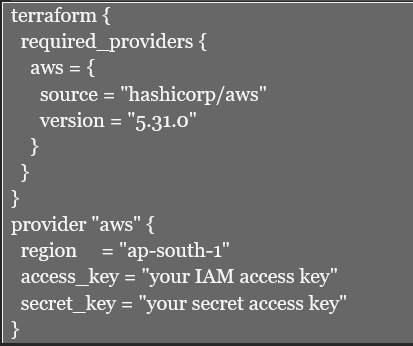 terraform {
  required_providers {
    aws = {
      source = "hashicorp/aws"
      version = "5.31.0"
    }
  }
}
provider "aws" {
  region     = "ap-south-1"
  access_key = "your IAM access key"
  secret_key = "your secret access key"
}